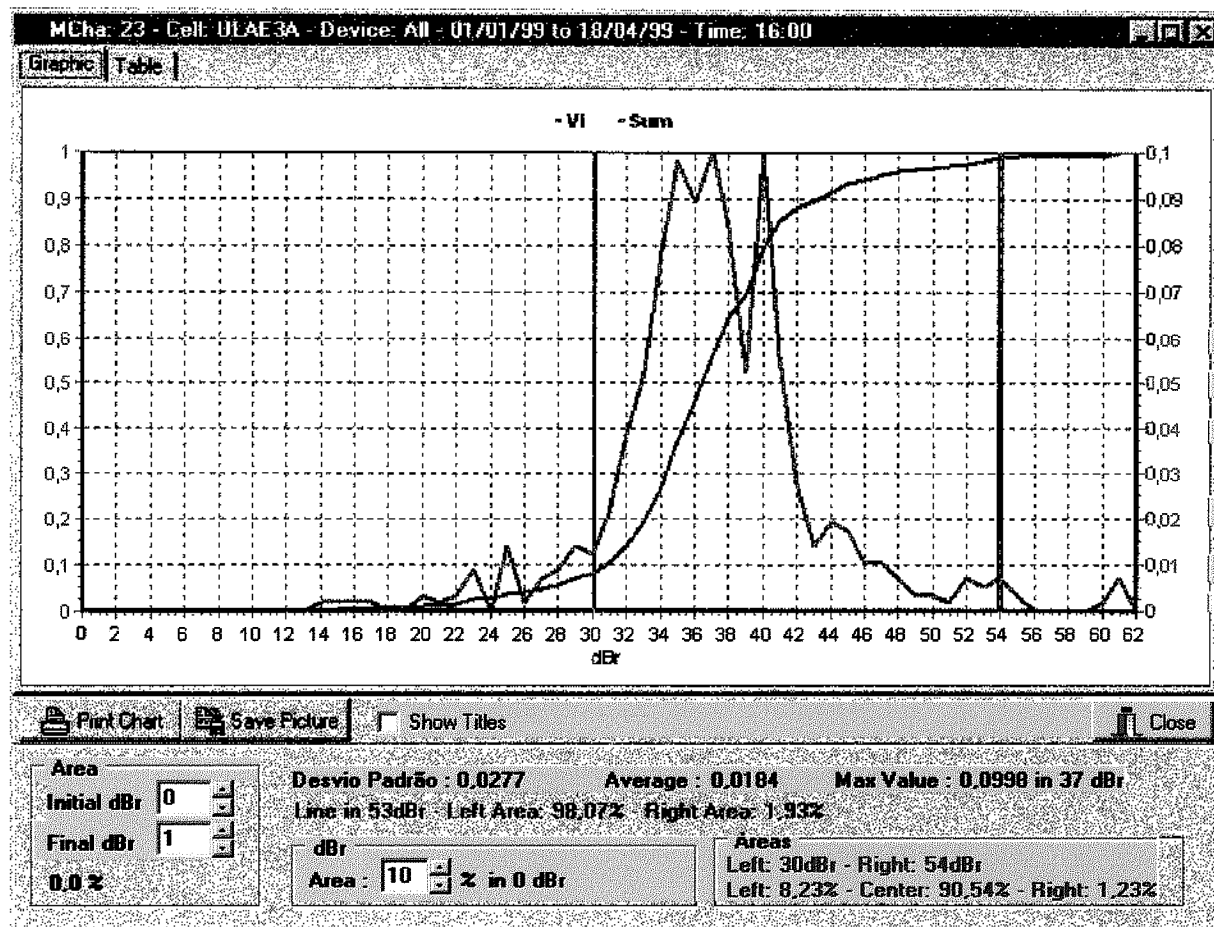 MCha: 23 - Cell: ULAE3A - Device: All - 01/01/99 to 18/04/99 - Time: 16:00
Graphic Table
- Vi - Sum
1 0,1
0,9 0,09
0,8 0,08
0,7 0,07
0,6 0,06
0,5 0,05
0,4 0,04
0,3 0,03
0,2 0,02
0,1 0,01
0 0
0 2 4 6 8 10 12 14 16 18 20 22 24 26 28 30 32 34 36 38 40 42 44 46 48 50 52 54 56 58 60 62
dBr
Print Chart Save Picture Show Titles Close
Area
Initial dBr 0
Final dBr 1
0,0 %
Desvio Padrão : 0,0277 Average : 0,0184 Max Value : 0,0998 in 37 dBr
Line in 53dBr - Left Area: 98,07% - Right Area: 1,93%
dBr
Area : 10 % in 0 dBr
Areas
Left: 30dBr - Right: 54dBr
Left: 8,23% - Center: 90,54% - Right: 1,23%